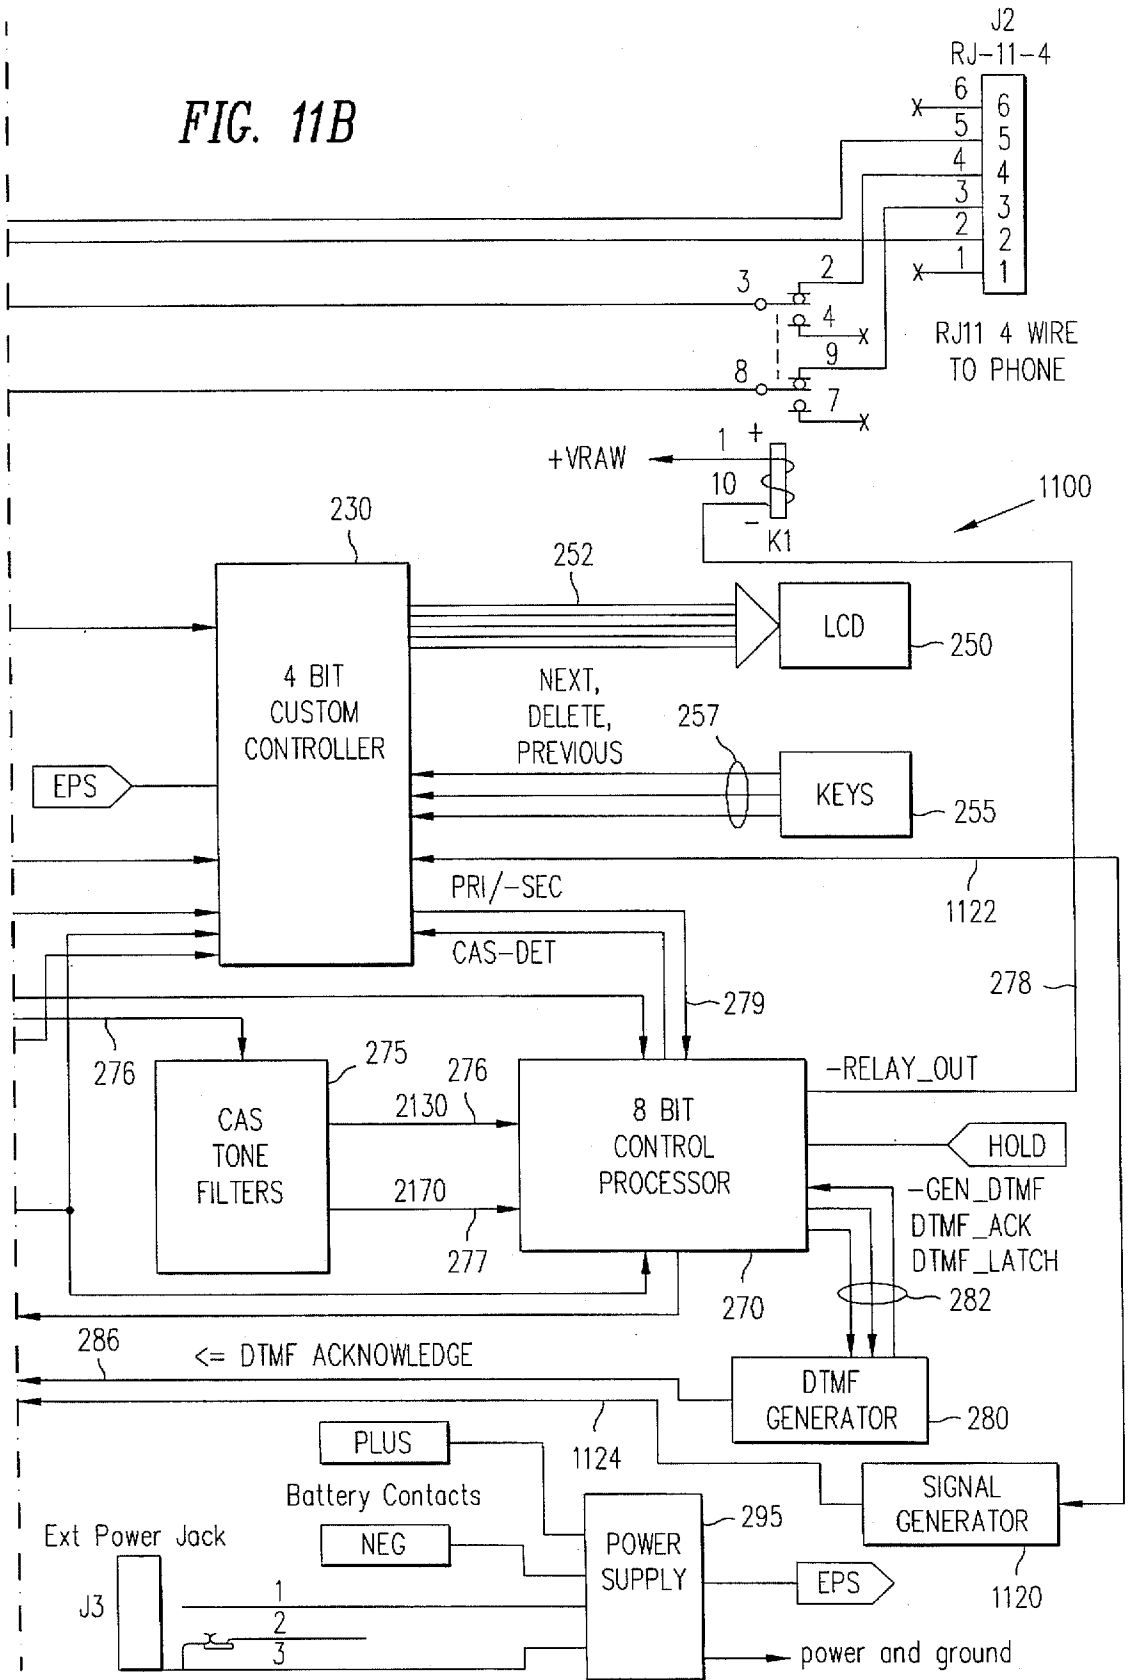 J2
RJ-11-4
FIG. 11B
6 6
5 5
4 4
3 3
2 2
1 1
RJ11 4 WIRE
TO PHONE
3 2
4
8 9
7
+VRAW 1 +
10 -
K1
1100
230
252
LCD
250
4 BIT
CUSTOM
CONTROLLER
NEXT,
DELETE,
PREVIOUS
257
EPS
KEYS
255
PRI/-SEC
1122
CAS-DET
278
279
276
275
CAS
TONE
FILTERS
2130 276
2170
277
8 BIT
CONTROL
PROCESSOR
-RELAY_OUT
HOLD
-GEN_DTMF
DTMF_ACK
DTMF_LATCH
270
282
286
<= DTMF ACKNOWLEDGE
DTMF
GENERATOR
280
1124
PLUS
Battery Contacts
NEG
SIGNAL
GENERATOR
1120
295
POWER
SUPPLY
EPS
Ext Power Jack
J3
1
2
3
power and ground